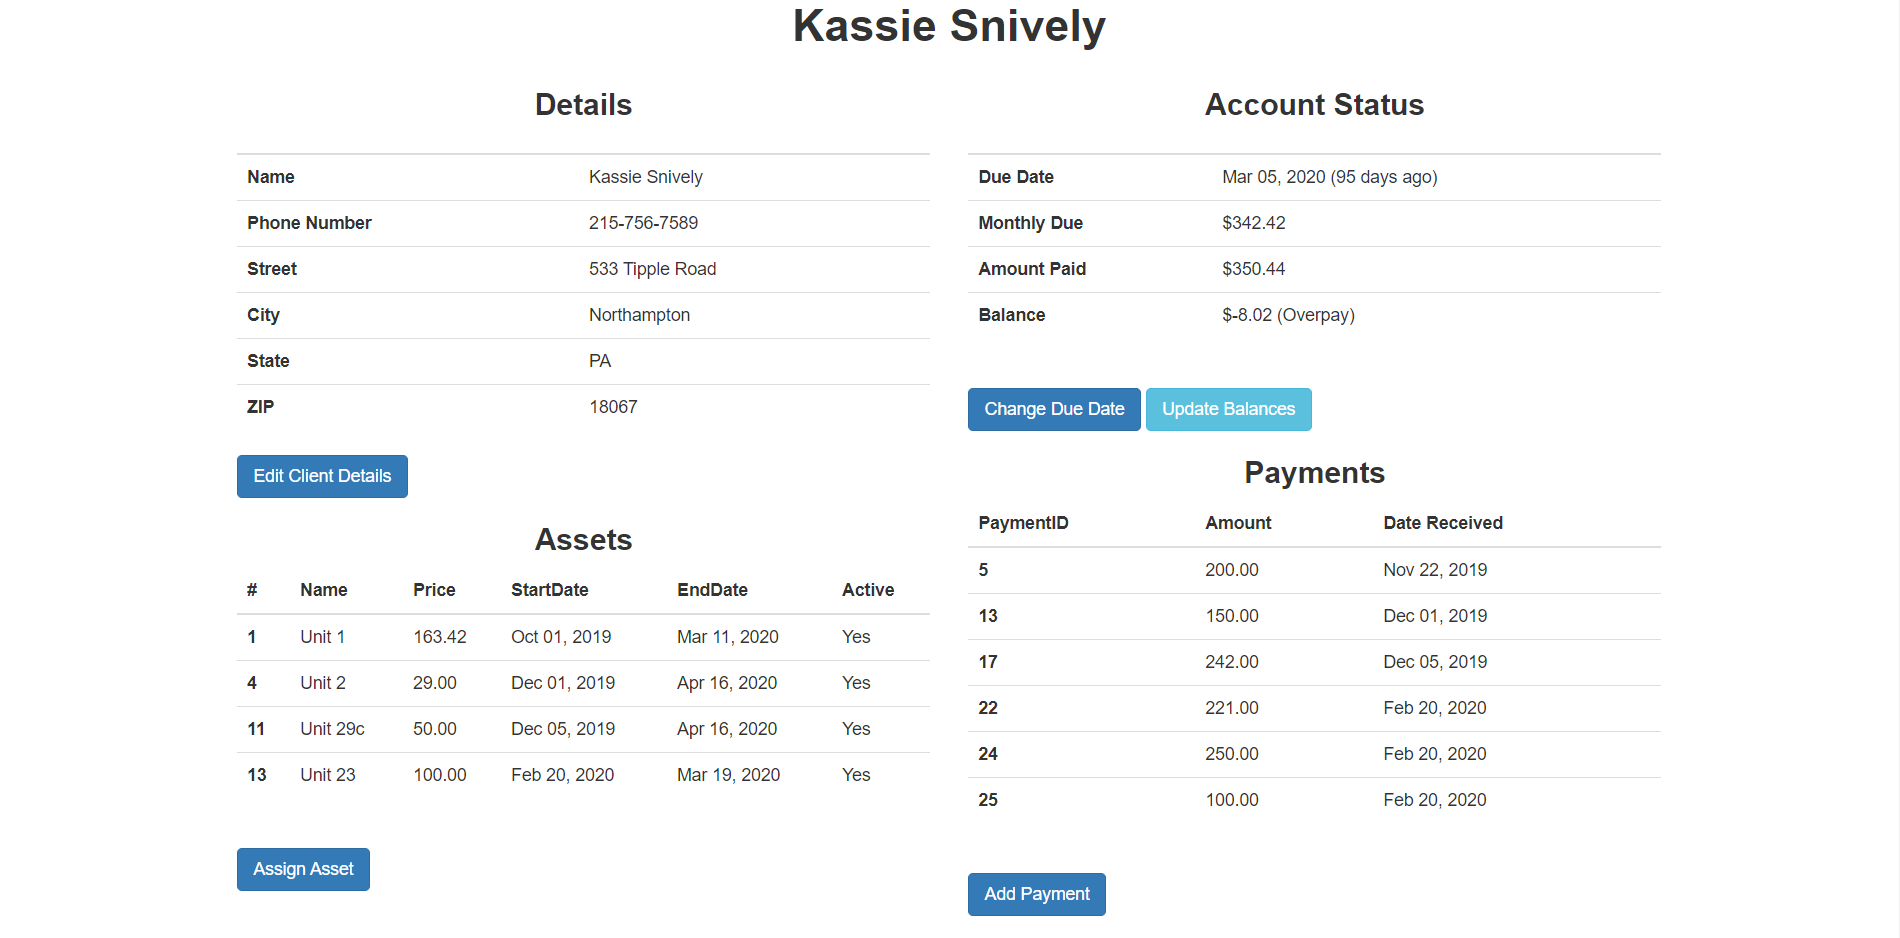 Kassie Snively
Details
Name Kassie Snively
Phone Number 215-756-7589
Street 533 Tipple Road
City Northampton
State PA
ZIP 18067
Edit Client Details
Assets
# Name Price StartDate EndDate Active
1 Unit 1 163.42 Oct 01, 2019 Mar 11, 2020 Yes
4 Unit 2 29.00 Dec 01, 2019 Apr 16, 2020 Yes
11 Unit 29c 50.00 Dec 05, 2019 Apr 16, 2020 Yes
13 Unit 23 100.00 Feb 20, 2020 Mar 19, 2020 Yes
Assign Asset
Account Status
Due Date Mar 05, 2020 (95 days ago)
Monthly Due $342.42
Amount Paid $350.44
Balance $-8.02 (Overpay)
Change Due Date Update Balances
Payments
PaymentID Amount Date Received
5 200.00 Nov 22, 2019
13 150.00 Dec 01, 2019
17 242.00 Dec 05, 2019
22 221.00 Feb 20, 2020
24 250.00 Feb 20, 2020
25 100.00 Feb 20, 2020
Add Payment